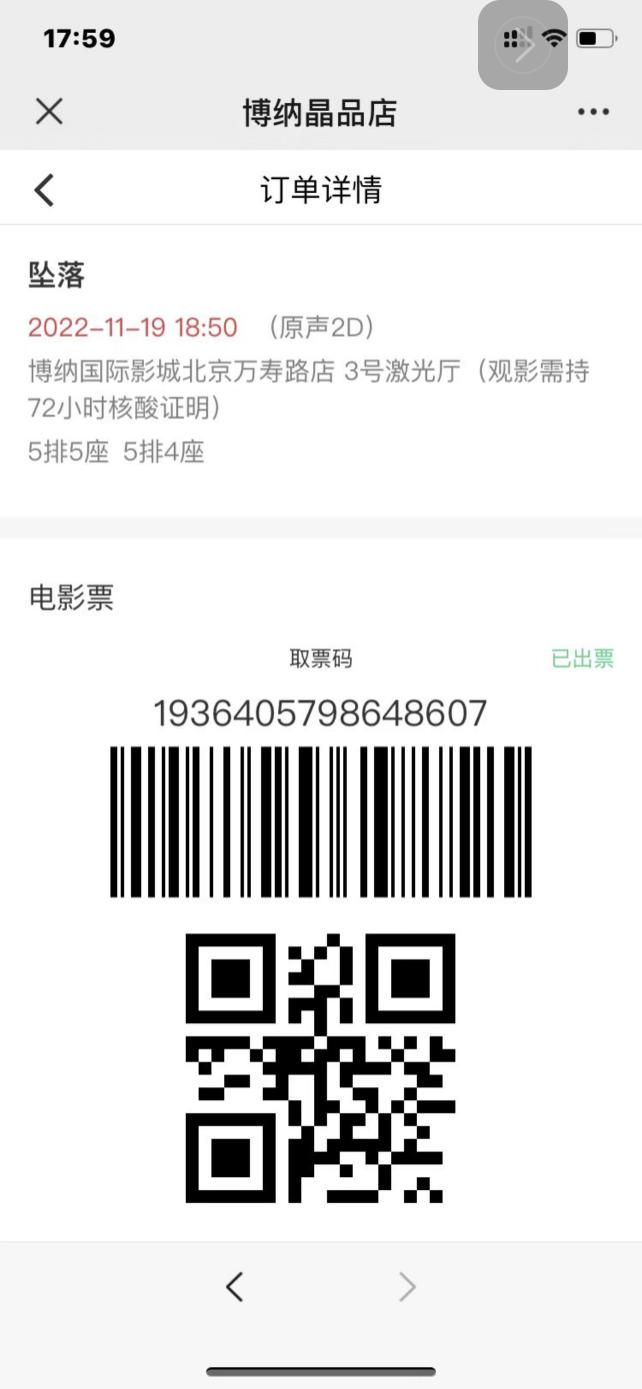 17:59
博纳晶品店
订单详情
坠落
2022-11-19 18:50 （原声2D）
博纳国际影城北京万寿路店 3号激光厅（观影需持
72小时核酸证明）
5排5座 5排4座
电影票
取票码
已出票
1936405798648607